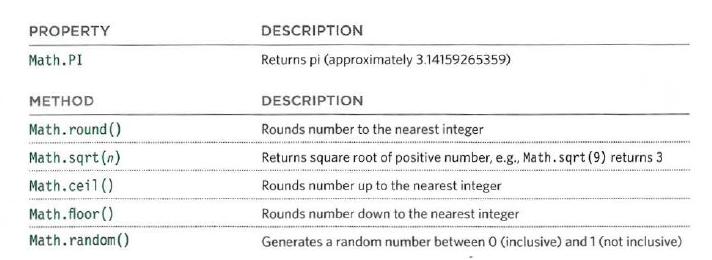 PROPERTY DESCRIPTION
Math.PI Returns pi (approximately 3.14159265359)
METHOD DESCRIPTION
Math.round() Rounds number to the nearest integer
Math.sqrt(n) Returns square root of positive number, e.g., Math.sqrt(9) returns 3
Math.ceil() Rounds number up to the nearest integer
Math.floor() Rounds number down to the nearest integer
Math.random() Generates a random number between 0 (inclusive) and 1 (not inclusive)